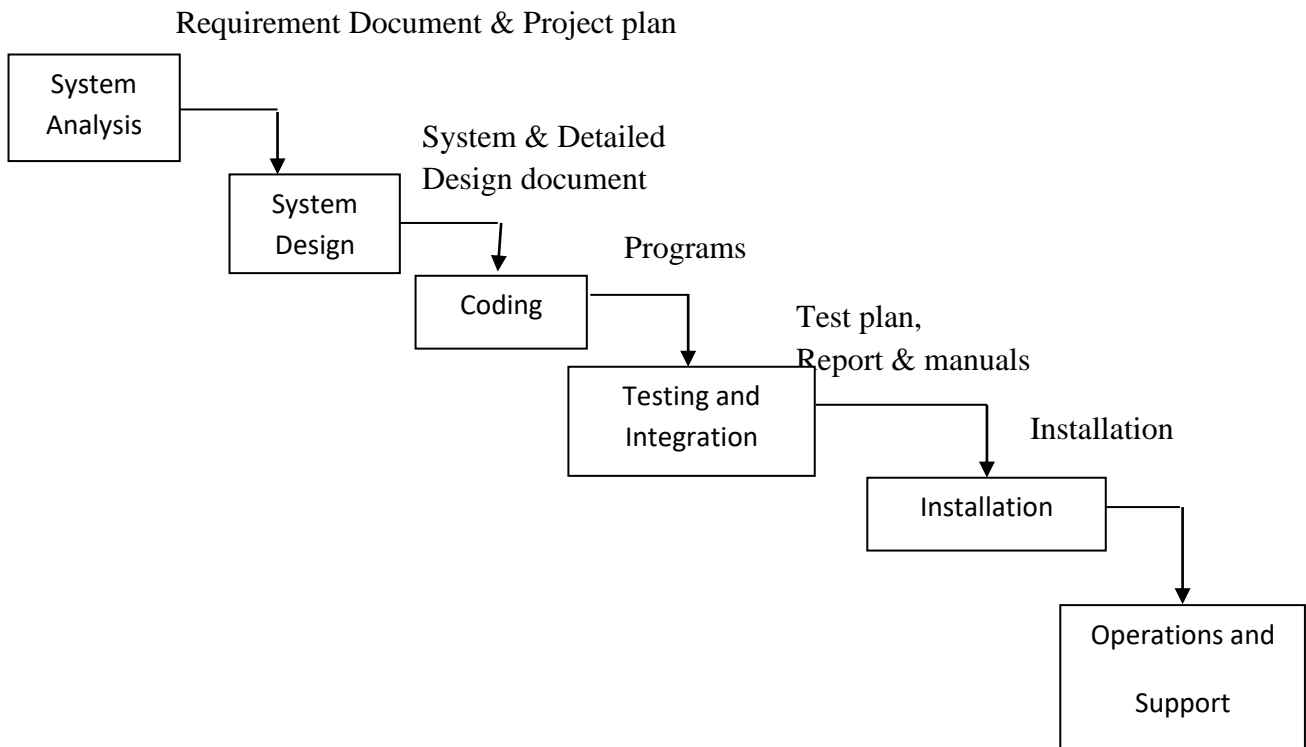 Requirement Document & Project plan
System
Analysis
System & Detailed
Design document
System
Design
Programs
Coding
Test plan,
Report & manuals
Testing and
Integration
Installation
Installation
Operations and
Support